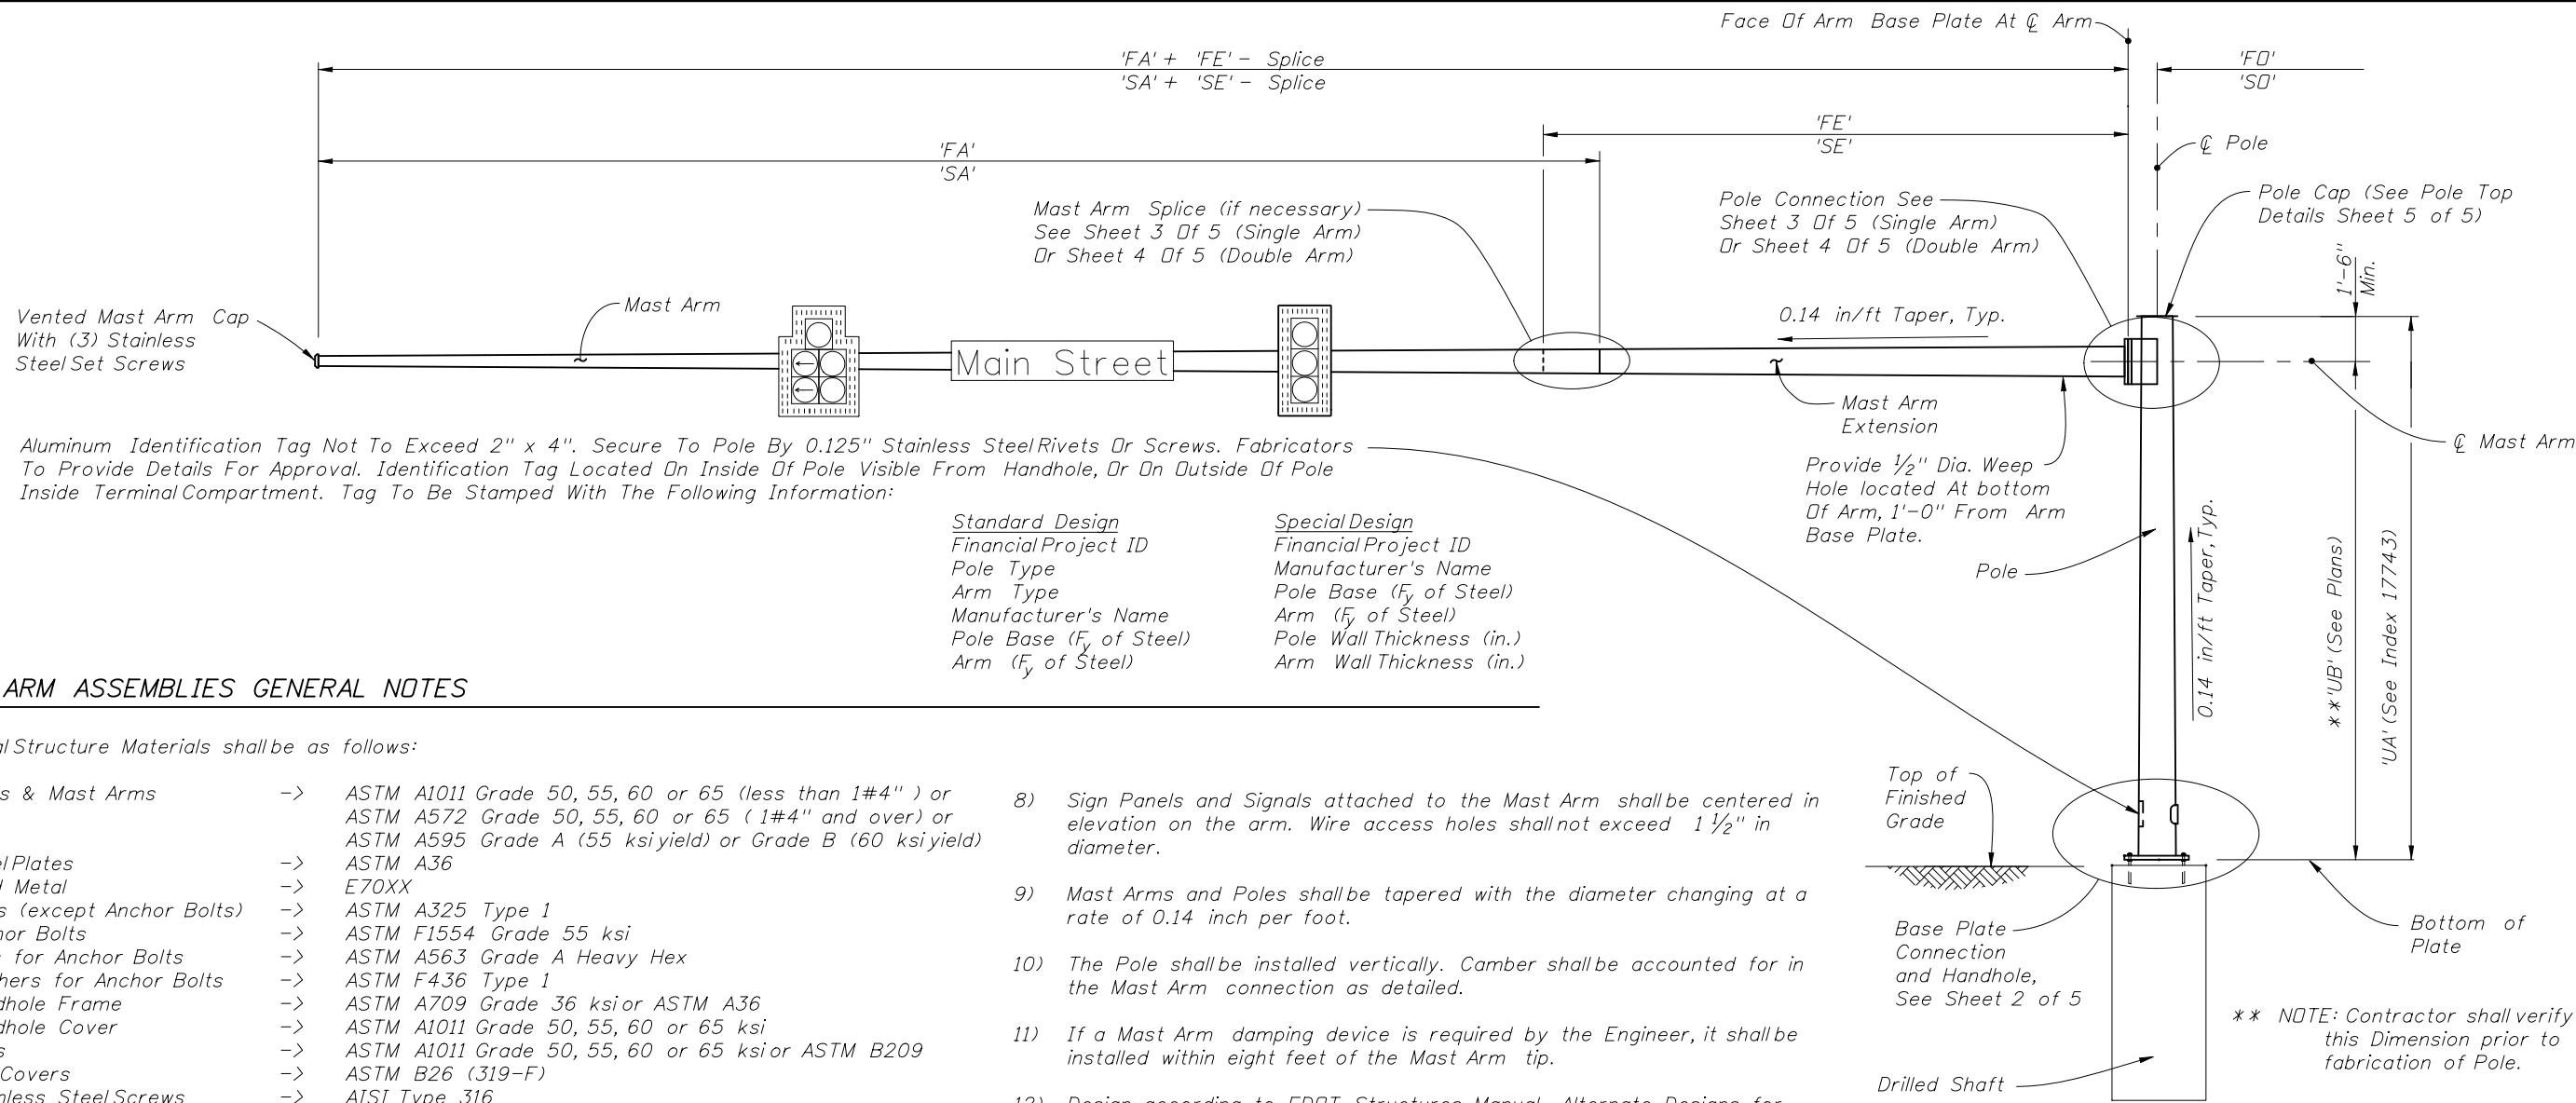 Face Of Arm Base Plate At ℄ Arm
'FA' + 'FE' - Splice
'SA' + 'SE' - Splice
'FO'
'SO'
'FE'
'SE'
℄ Pole
'FA'
'SA'
Mast Arm Splice (if necessary)
See Sheet 3 Of 5 (Single Arm)
Or Sheet 4 Of 5 (Double Arm)
Pole Connection See
Sheet 3 Of 5 (Single Arm)
Or Sheet 4 Of 5 (Double Arm)
Pole Cap (See Pole Top
Details Sheet 5 of 5)
1'-6"
Min.
Vented Mast Arm Cap
With (3) Stainless
Steel Set Screws
Mast Arm
Main Street
0.14 in/ft Taper, Typ.
Mast Arm
Extension
℄ Mast Arm
Provide ½" Dia. Weep
Hole located At bottom
Of Arm, 1'-0" From Arm
Base Plate.
Aluminum Identification Tag Not To Exceed 2" x 4". Secure To Pole By 0.125" Stainless Steel Rivets Or Screws. Fabricators
To Provide Details For Approval. Identification Tag Located On Inside Of Pole Visible From Handhole, Or On Outside Of Pole
Inside Terminal Compartment. Tag To Be Stamped With The Following Information:
Standard Design
Financial Project ID
Pole Type
Arm Type
Manufacturer's Name
Pole Base (Fy of Steel)
Arm (Fy of Steel)
Special Design
Financial Project ID
Manufacturer's Name
Pole Base (Fy of Steel)
Arm (Fy of Steel)
Pole Wall Thickness (in.)
Arm Wall Thickness (in.)
Pole
0.14 in/ft Taper, Typ.
**'UB' (See Plans)
'UA' (See Index 17743)
ARM ASSEMBLIES GENERAL NOTES
al Structure Materials shall be as follows:
s & Mast Arms -> ASTM A1011 Grade 50, 55, 60 or 65 (less than 1#4" ) or
ASTM A572 Grade 50, 55, 60 or 65 ( 1#4" and over) or
ASTM A595 Grade A (55 ksi yield) or Grade B (60 ksi yield)
el Plates -> ASTM A36
d Metal -> E70XX
s (except Anchor Bolts) -> ASTM A325 Type 1
hor Bolts -> ASTM F1554 Grade 55 ksi
s for Anchor Bolts -> ASTM A563 Grade A Heavy Hex
hers for Anchor Bolts -> ASTM F436 Type 1
dhole Frame -> ASTM A709 Grade 36 ksi or ASTM A36
dhole Cover -> ASTM A1011 Grade 50, 55, 60 or 65 ksi
s -> ASTM A1011 Grade 50, 55, 60 or 65 ksi or ASTM B209
Covers -> ASTM B26 (319-F)
nless Steel Screws -> AISI Type 316
8) Sign Panels and Signals attached to the Mast Arm shall be centered in
elevation on the arm. Wire access holes shall not exceed 1 ½" in
diameter.
9) Mast Arms and Poles shall be tapered with the diameter changing at a
rate of 0.14 inch per foot.
10) The Pole shall be installed vertically. Camber shall be accounted for in
the Mast Arm connection as detailed.
11) If a Mast Arm damping device is required by the Engineer, it shall be
installed within eight feet of the Mast Arm tip.
12) Design according to FDOT Structures Manual. Alternate Designs for
Top of
Finished
Grade
Base Plate
Connection
and Handhole,
See Sheet 2 of 5
Bottom of
Plate
** NOTE: Contractor shall verify
this Dimension prior to
fabrication of Pole.
Drilled Shaft